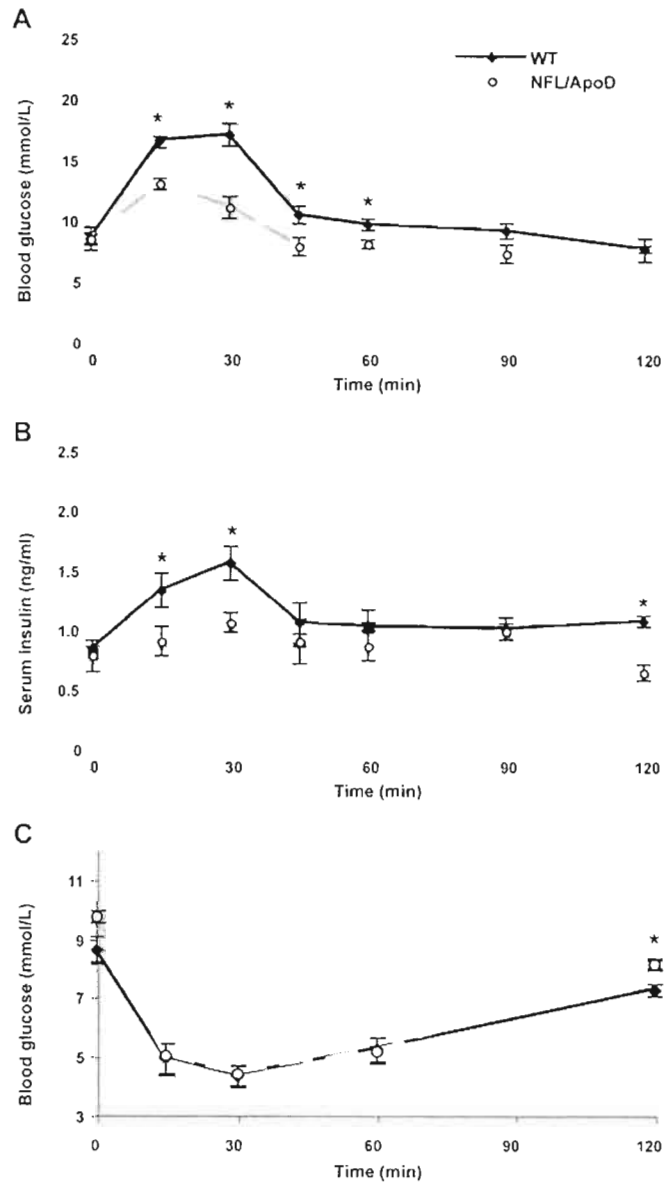 A
25
20
15
10
5
0
Blood glucose (mmol/L)
WT
NFL/ApoD
*
*
*
*
0 30 60 90 120
Time (min)
B
2.5
2.0
1.5
1.0
0.5
0
Serum insulin (ng/ml)
*
*
*
0 30 60 90 120
Time (min)
C
11
9
7
5
3
Blood glucose (mmol/L)
*
0 30 60 90 120
Time (min)